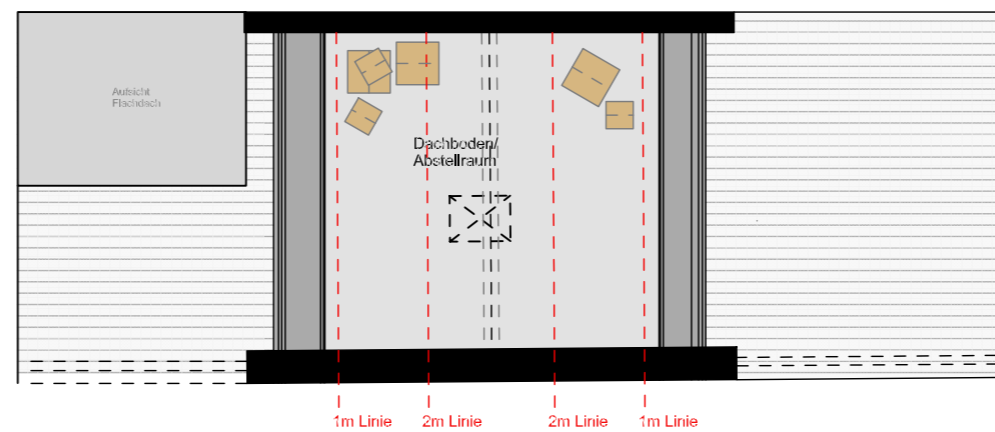 Aufsicht
Flachdach
Dachboden/
Abstellraum
1m Linie
2m Linie
2m Linie
1m Linie